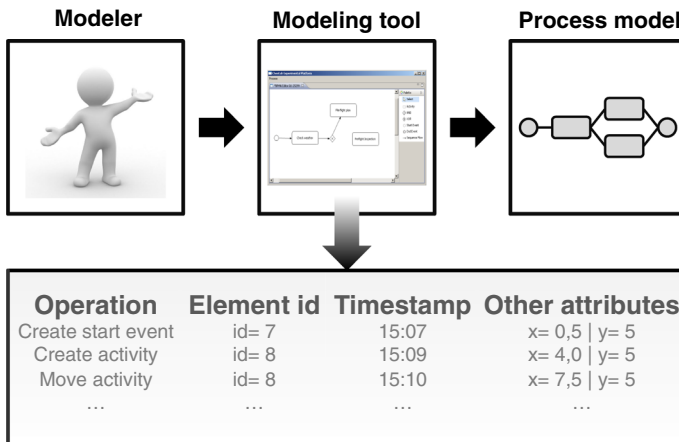 Modeler
Modeling tool
Process model
Operation Element id Timestamp Other attributes
Create start event id= 7 15:07 x= 0,5 | y= 5
Create activity id= 8 15:09 x= 4,0 | y= 5
Move activity id= 8 15:10 x= 7,5 | y= 5
… … … …